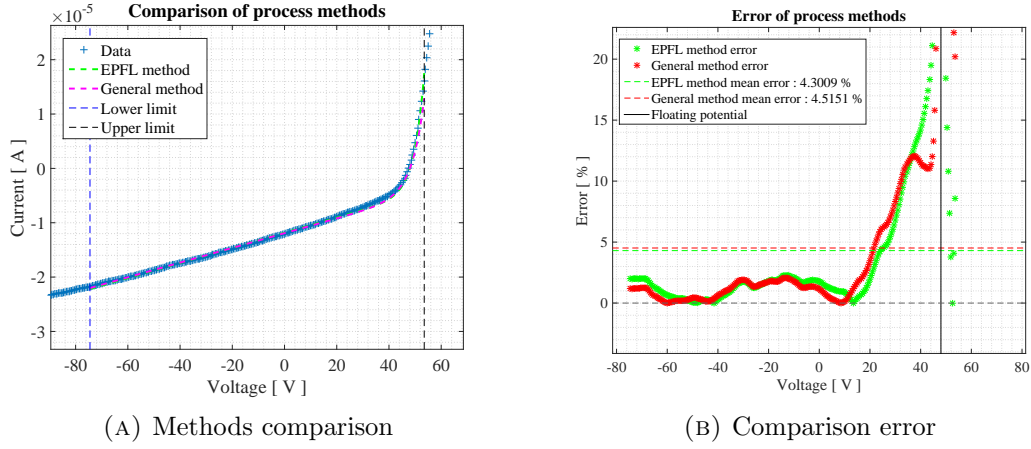 Comparison of process methods
×10⁻⁵
2
1
0
-1
-2
-3
Current [ A ]
Data
EPFL method
General method
Lower limit
Upper limit
-80
-60
-40
-20
0
20
40
60
Voltage [ V ]
(A) Methods comparison
Error of process methods
20
15
10
5
0
Error [ % ]
EPFL method error
General method error
EPFL method mean error : 4.3009 %
General method mean error : 4.5151 %
Floating potential
-80
-60
-40
-20
0
20
40
60
80
Voltage [ V ]
(B) Comparison error